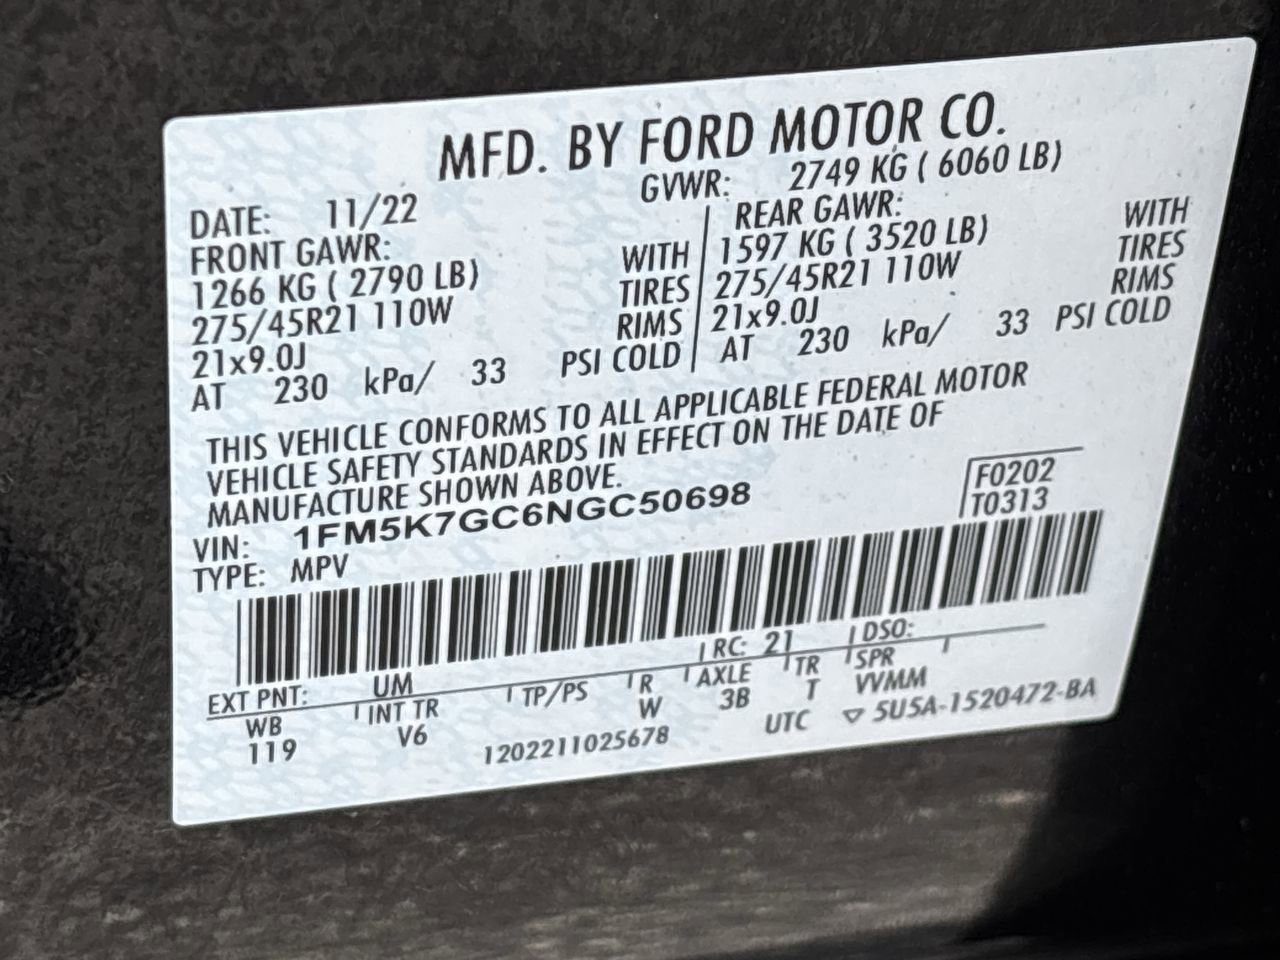 MFD. BY FORD MOTOR CO.
DATE: 11/22 GVWR: 2749 KG ( 6060 LB)
FRONT GAWR: REAR GAWR:
1266 KG ( 2790 LB) WITH 1597 KG ( 3520 LB) WITH
275/45R21 110W TIRES 275/45R21 110W TIRES
21x9.0J RIMS 21x9.0J RIMS
AT 230 kPa/ 33 PSI COLD AT 230 kPa/ 33 PSI COLD
THIS VEHICLE CONFORMS TO ALL APPLICABLE FEDERAL MOTOR
VEHICLE SAFETY STANDARDS IN EFFECT ON THE DATE OF
MANUFACTURE SHOWN ABOVE.
F0202
VIN: 1FM5K7GC6NGC50698
T0313
TYPE: MPV
EXT PNT: UM RC: 21 DSO:
WB INT TR TP/PS R AXLE TR SPR
119 V6 W 3B T VVMM
1202211025678 UTC ▽ 5U5A-1520472-BA